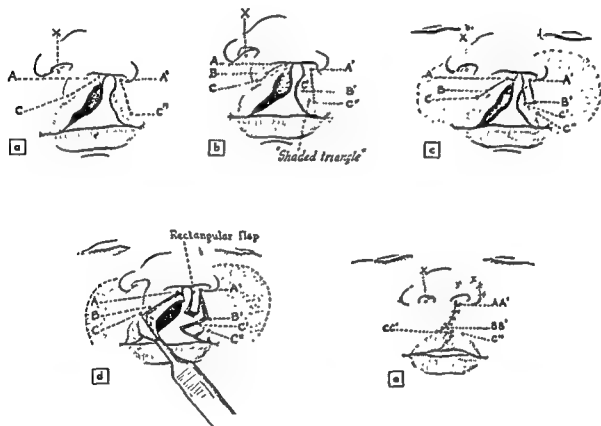 X
A
A'
C
C"
a
X
A
B
C
A'
C'
B'
C"
"Shaded triangle"
b
X
A
B
C
A'
B'
C'
C"
c
Rectangular flap
A
B
C
A'
B'
C'
C"
d
X
x
AA'
CC'
BB'
C"
e